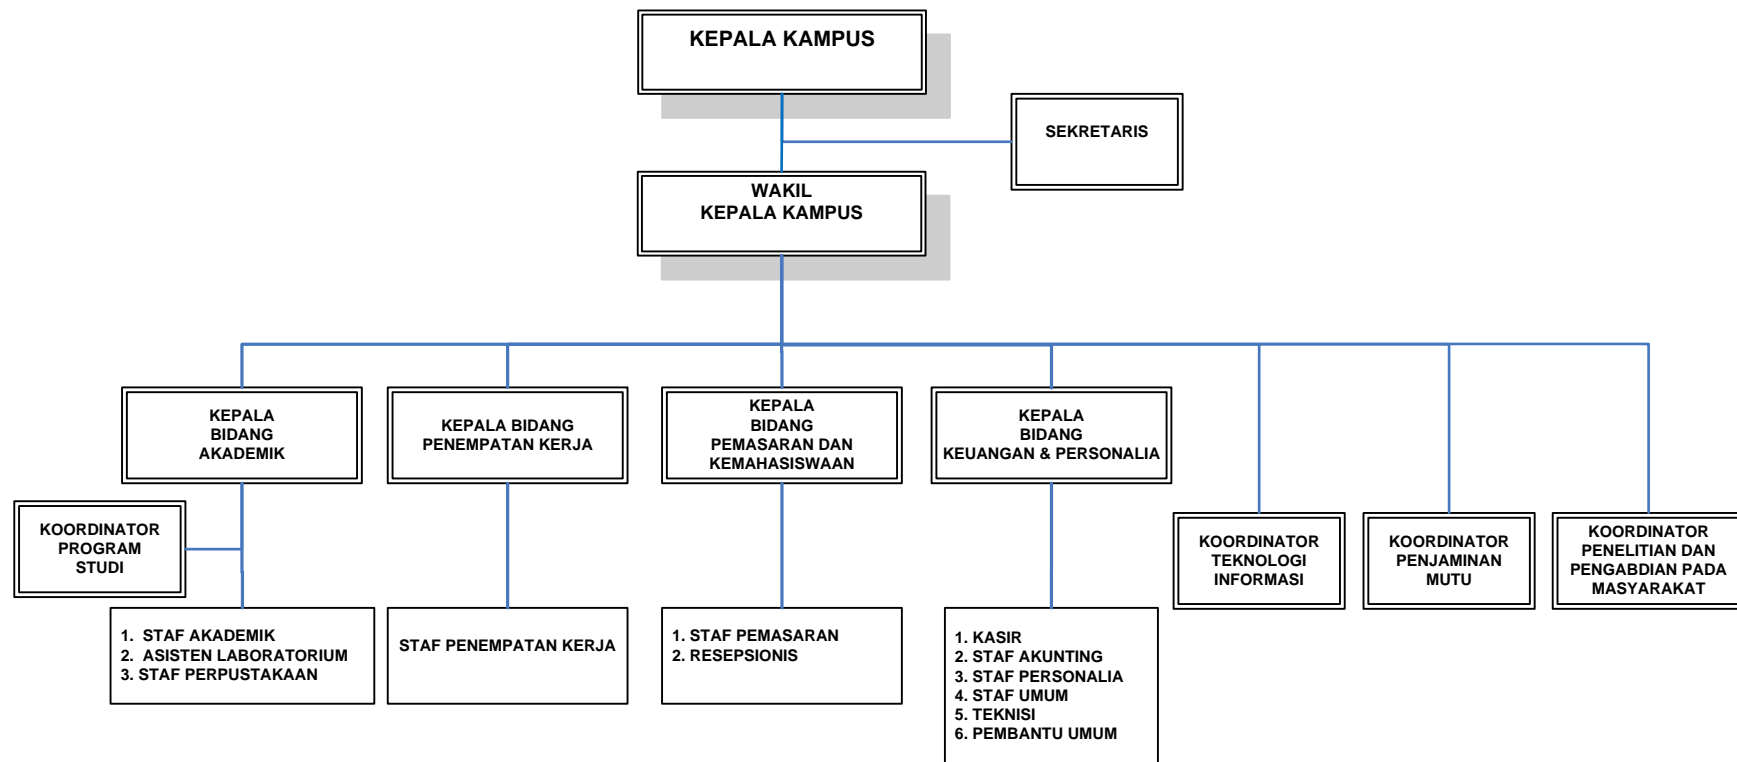 KEPALA KAMPUS
SEKRETARIS
WAKIL
KEPALA KAMPUS
KEPALA
BIDANG
AKADEMIK
KEPALA BIDANG
PENEMPATAN KERJA
KEPALA
BIDANG
PEMASARAN DAN
KEMAHASISWAAN
KEPALA
BIDANG
KEUANGAN & PERSONALIA
KOORDINATOR
PROGRAM
STUDI
KOORDINATOR
TEKNOLOGI
INFORMASI
KOORDINATOR
PENJAMINAN
MUTU
KOORDINATOR
PENELITIAN DAN
PENGABDIAN PADA
MASYARAKAT
1. STAF AKADEMIK
2. ASISTEN LABORATORIUM
3. STAF PERPUSTAKAAN
STAF PENEMPATAN KERJA
1. STAF PEMASARAN
2. RESEPSIONIS
1. KASIR
2. STAF AKUNTING
3. STAF PERSONALIA
4. STAF UMUM
5. TEKNISI
6. PEMBANTU UMUM